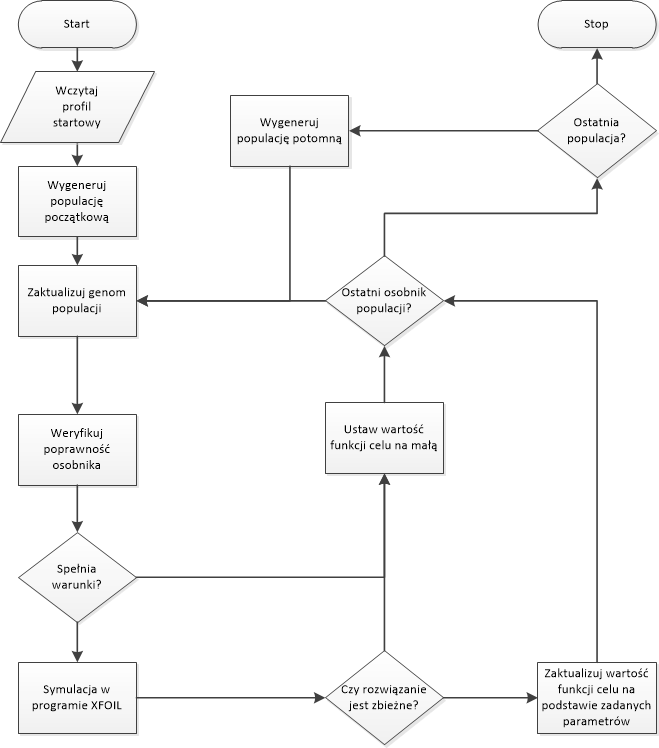 Start
Wczytaj
profil
startowy
Wygeneruj
populację
początkową
Zaktualizuj genom
populacji
Weryfikuj
poprawność
osobnika
Spełnia
warunki?
Symulacja w
programie XFOIL
Czy rozwiązanie
jest zbieżne?
Zaktualizuj wartość
funkcji celu na
podstawie zadanych
parametrów
Ustaw wartość
funkcji celu na małą
Ostatni osobnik
populacji?
Wygeneruj
populację potomną
Ostatnia
populacja?
Stop